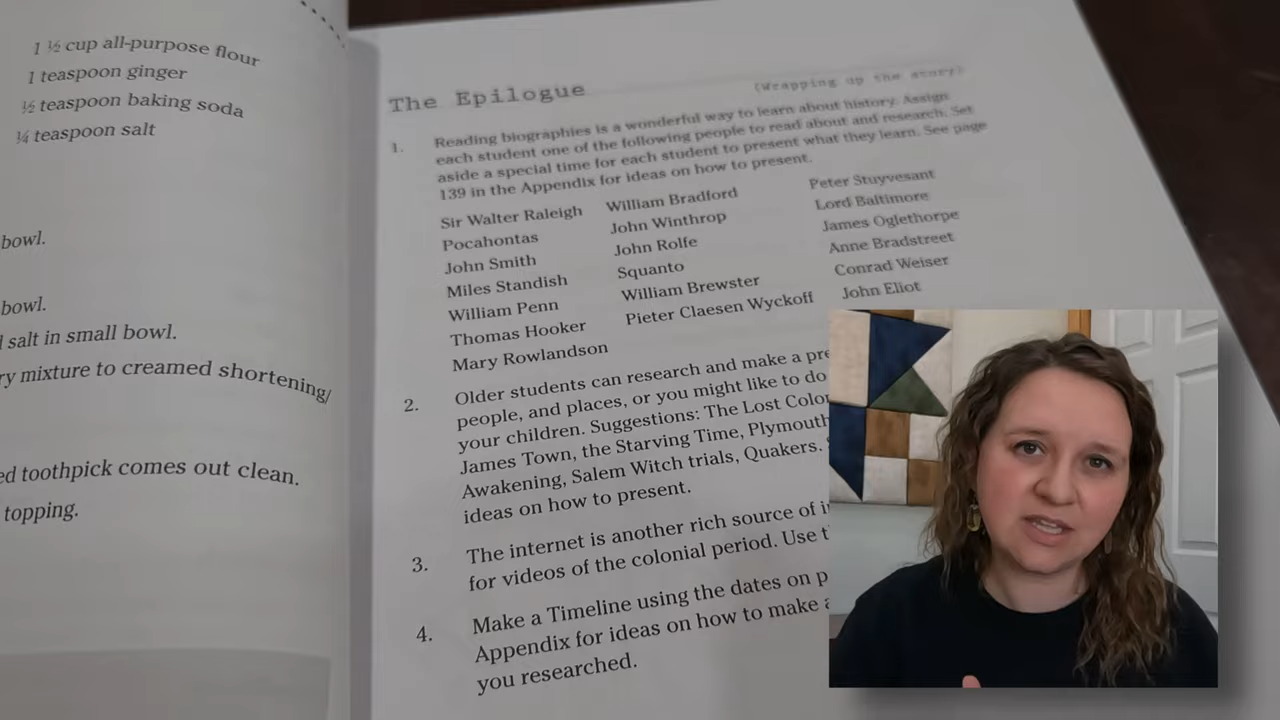 1 ½ cup all-purpose flour
1 teaspoon ginger
½ teaspoon baking soda
¼ teaspoon salt
bowl.
bowl.
salt in small bowl.
mixture to creamed shortening/
toothpick comes out clean.
topping.
The Epilogue
(Wrapping up the story)
1. Reading biographies is a wonderful way to learn about history. Assign
each student one of the following people to read about and research. Set
aside a special time for each student to present what they learn. See page
139 in the Appendix for ideas on how to present.
Sir Walter Raleigh
Pocahontas
John Smith
Miles Standish
William Penn
Thomas Hooker
Mary Rowlandson
William Bradford
John Winthrop
John Rolfe
Squanto
William Brewster
Pieter Claesen Wyckoff
Peter Stuyvesant
Lord Baltimore
James Oglethorpe
Anne Bradstreet
Conrad Weiser
John Eliot
2. Older students can research and make a
people, and places, or you might like to do
your children. Suggestions: The Lost
James Town, the Starving Time, Plymouth
Awakening, Salem Witch trials, Quakers.
ideas on how to present.
3. The internet is another rich source of
for videos of the colonial period. Use
4. Make a Timeline using the dates on
Appendix for ideas on how to make
you researched.